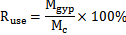 R_use = M_gyp / M_c × 100%